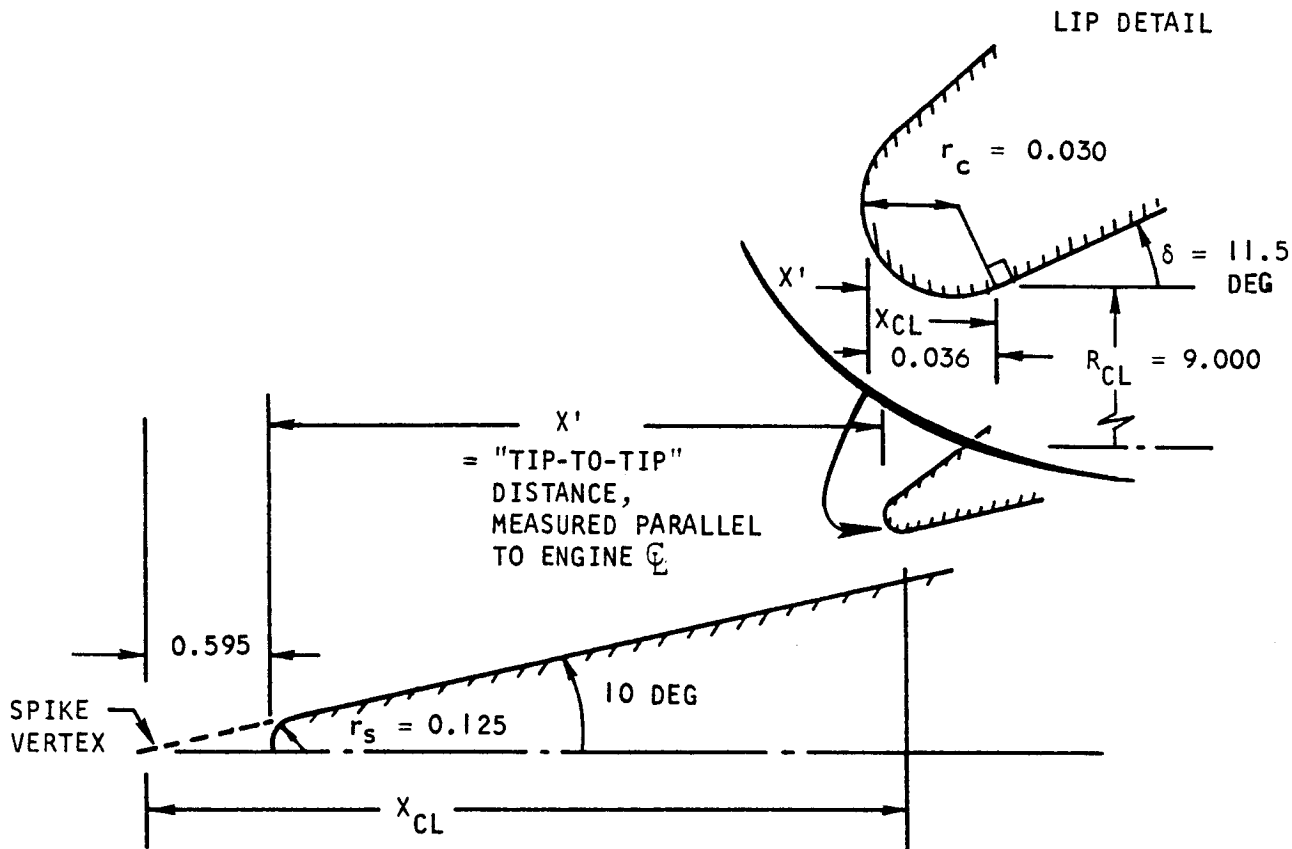 LIP DETAIL
r_c = 0.030
δ = 11.5
DEG
X'
X_CL
0.036
R_CL = 9.000
X'
= "TIP-TO-TIP"
DISTANCE,
MEASURED PARALLEL
TO ENGINE ℄
0.595
10 DEG
SPIKE
VERTEX
r_s = 0.125
X_CL